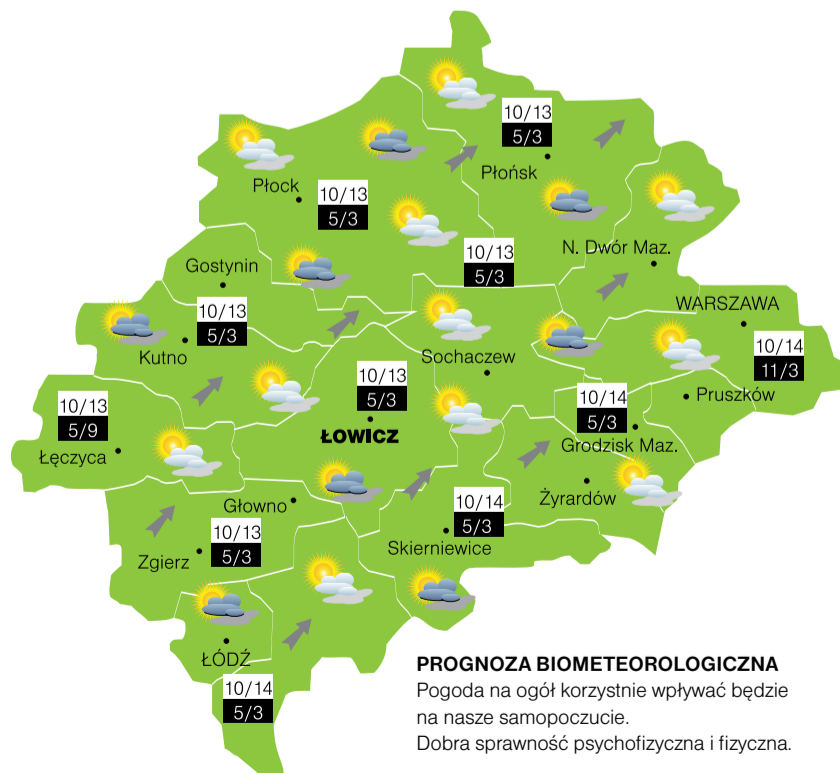 10/13
5/3
Płońsk
Płock
10/13
5/3
10/13
5/3
N. Dwór Maz.
Gostynin
10/13
5/3
Kutno
WARSZAWA
10/14
11/3
Sochaczew
Pruszków
10/13
5/3
ŁOWICZ
10/14
5/3
Grodzisk Maz.
10/13
5/9
Łęczyca
Żyrardów
Głowno
10/14
5/3
Skierniewice
10/13
5/3
Zgierz
ŁÓDŹ
10/14
5/3
PROGNOZA BIOMETEOROLOGICZNA
Pogoda na ogół korzystnie wpływać będzie
na nasze samopoczucie.
Dobra sprawność psychofizyczna i fizyczna.